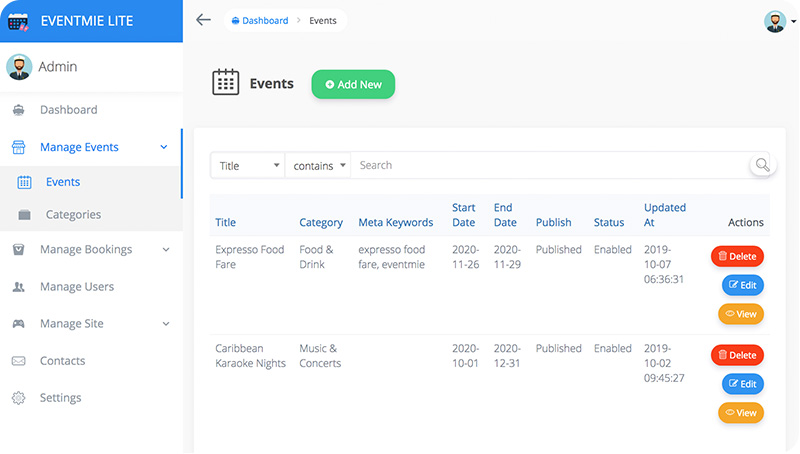 EVENTMIE LITE
Dashboard > Events
Admin
Dashboard
Manage Events
Events
Categories
Manage Bookings
Manage Users
Manage Site
Contacts
Settings
Events
Add New
Title contains Search
Title Category Meta Keywords Start Date End Date Publish Status Updated At Actions
Expresso Food Fare
Food & Drink
expresso food fare, eventmie
2020-11-26
2020-11-29
Published
Enabled
2019-10-07 06:36:31
Delete
Edit
View
Caribbean Karaoke Nights
Music & Concerts
2020-10-01
2020-12-31
Published
Enabled
2019-10-02 09:45:27
Delete
Edit
View